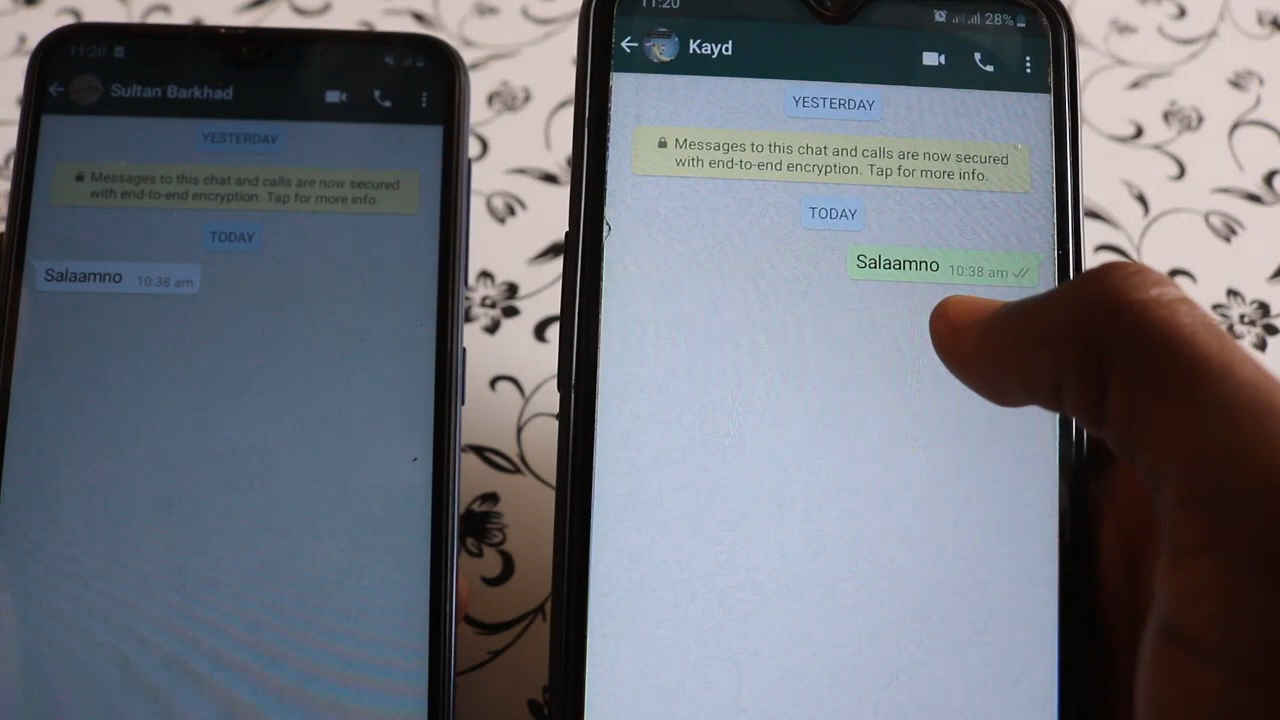 11:20
Sultan Barkhad
YESTERDAY
Messages to this chat and calls are now secured
with end-to-end encryption. Tap for more info.
TODAY
Salaamno 10:38 am
11:20
28%
Kayd
YESTERDAY
Messages to this chat and calls are now secured
with end-to-end encryption. Tap for more info.
TODAY
Salaamno 10:38 am